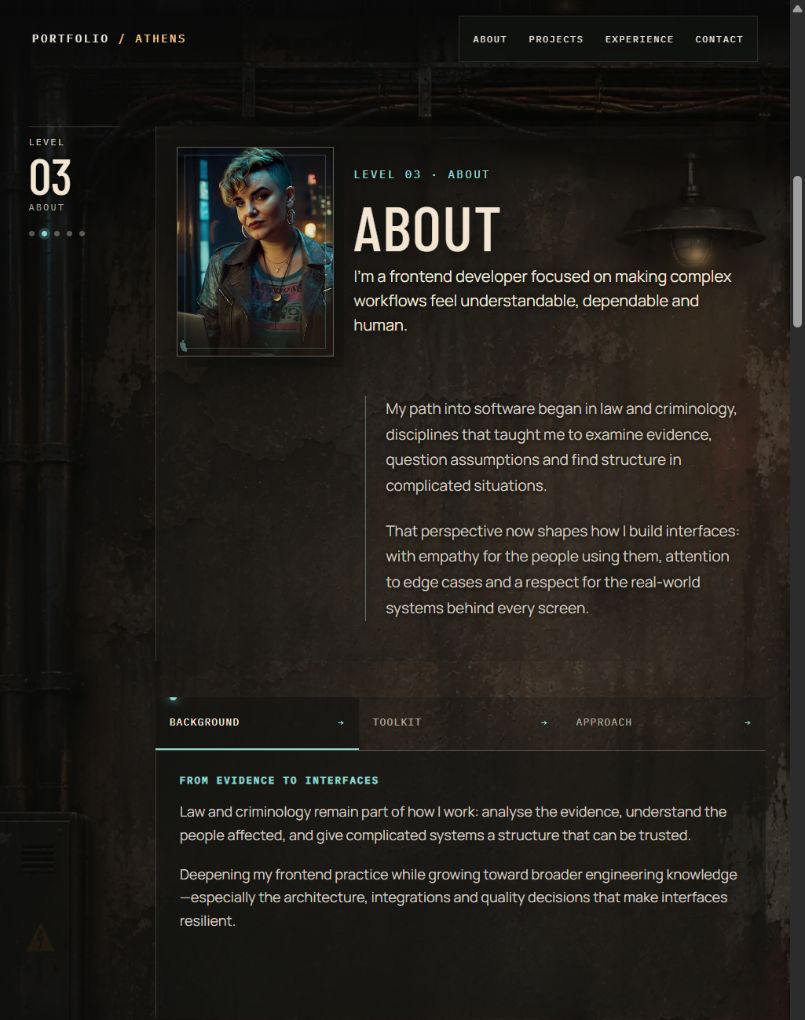 PORTFOLIO / ATHENS
ABOUT PROJECTS EXPERIENCE CONTACT
LEVEL
03
ABOUT
LEVEL 03 · ABOUT
ABOUT
I'm a frontend developer focused on making complex
workflows feel understandable, dependable and
human.
My path into software began in law and criminology,
disciplines that taught me to examine evidence,
question assumptions and find structure in
complicated situations.
That perspective now shapes how I build interfaces:
with empathy for the people using them, attention
to edge cases and a respect for the real-world
systems behind every screen.
BACKGROUND → TOOLKIT → APPROACH →
FROM EVIDENCE TO INTERFACES
Law and criminology remain part of how I work: analyse the evidence, understand the
people affected, and give complicated systems a structure that can be trusted.
Deepening my frontend practice while growing toward broader engineering knowledge
—especially the architecture, integrations and quality decisions that make interfaces
resilient.